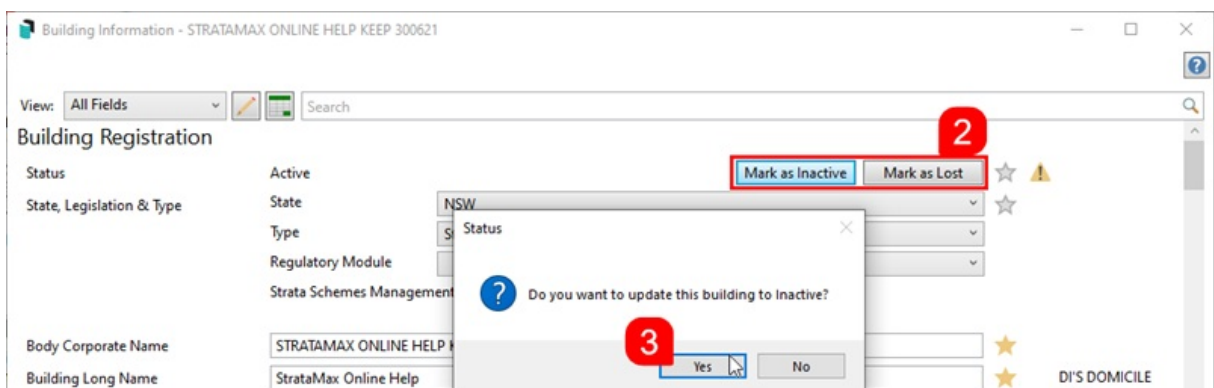 Building Information - STRATAMAX ONLINE HELP KEEP 300621
?
View: All Fields Search
Building Registration
2
Status Active Mark as Inactive Mark as Lost
State, Legislation & Type State NSW
Status
Type
Regulatory Module
Strata Schemes Management
? Do you want to update this building to Inactive?
3
Yes No
Body Corporate Name STRATAMAX ONLINE HELP
Building Long Name StrataMax Online Help DI'S DOMICILE